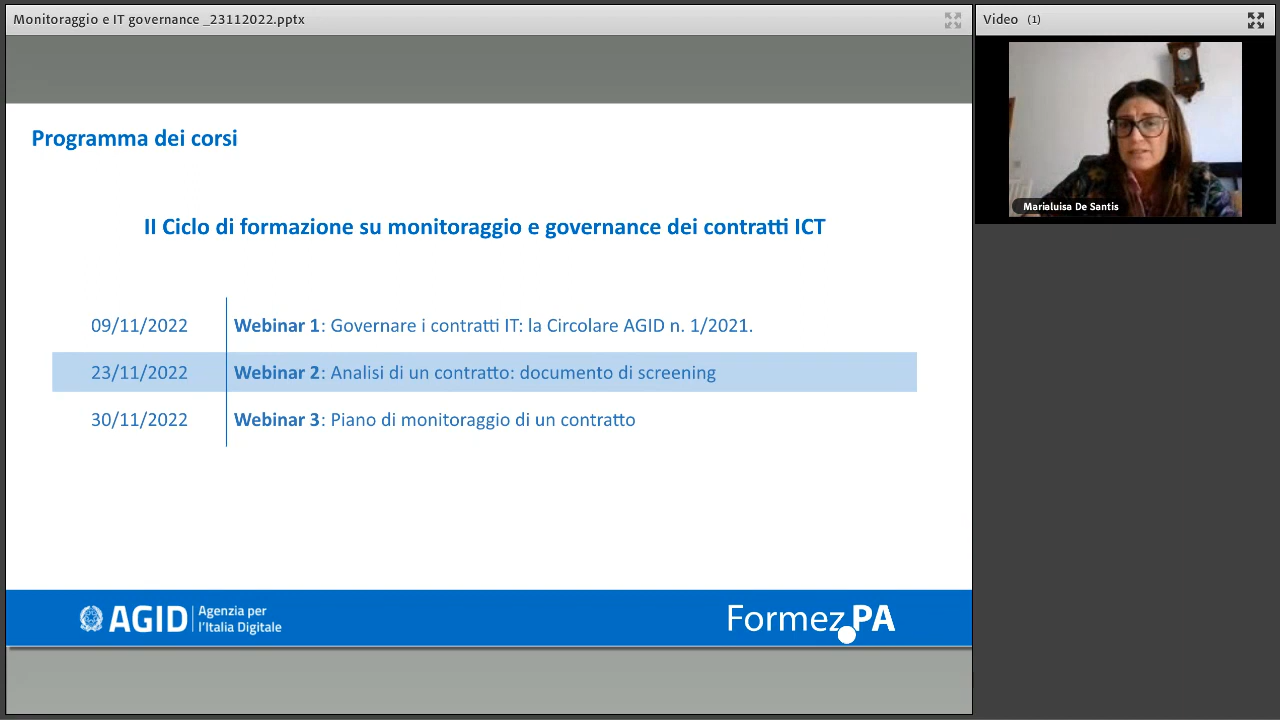 Monitoraggio e IT governance _23112022.pptx
Video (1)
Marialuisa De Santis
Programma dei corsi
II Ciclo di formazione su monitoraggio e governance dei contratti ICT
09/11/2022 Webinar 1: Governare i contratti IT: la Circolare AGID n. 1/2021.
23/11/2022 Webinar 2: Analisi di un contratto: documento di screening
30/11/2022 Webinar 3: Piano di monitoraggio di un contratto
AGID Agenzia per
l'Italia Digitale
Formez PA